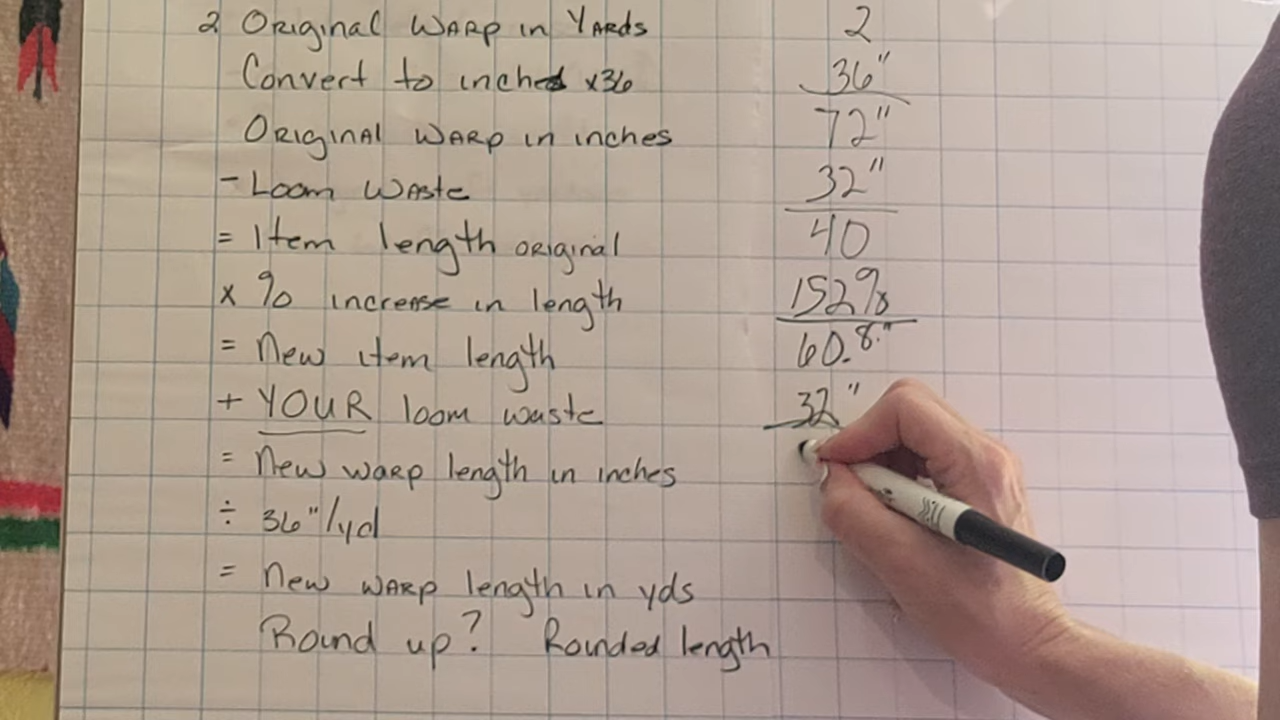 2 Original WARP in YARds 2
Convert to inches x36 36"
ORiginAl WARP in inches 72"
- Loom Waste 32"
= Item length original 40
x % increase in length 152%
= New item length 60.8"
+ YOUR loom waste 32"
= New warp length in inches
÷ 36"/yd
= New WARP length in yds
Round up? Rounded length